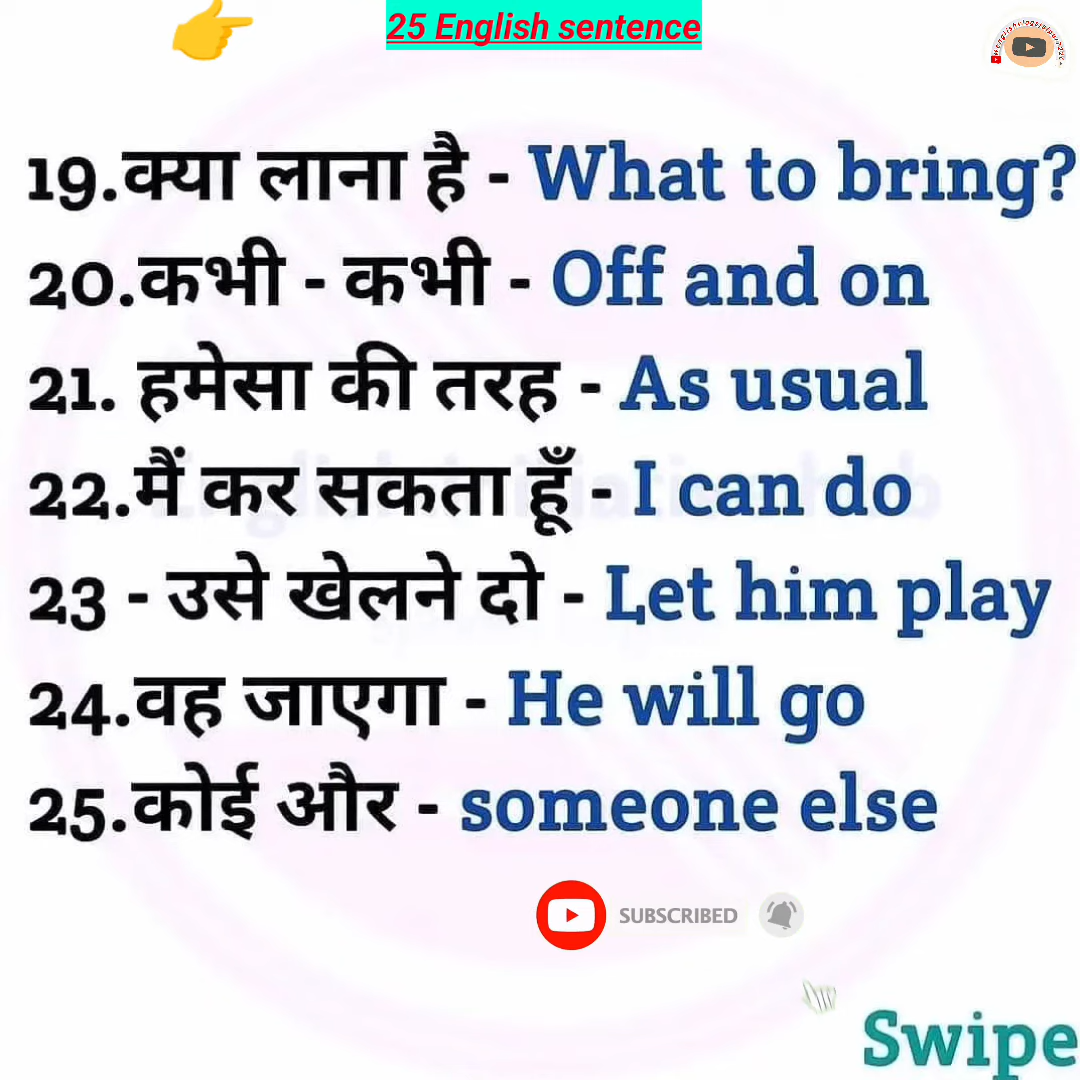 25 English sentence
19.क्या लाना है - What to bring?
20.कभी - कभी - Off and on
21. हमेसा की तरह - As usual
22.मैं कर सकता हूँ - I can do
23 - उसे खेलने दो - Let him play
24.वह जाएगा - He will go
25.कोई और - someone else
SUBSCRIBED
Swipe